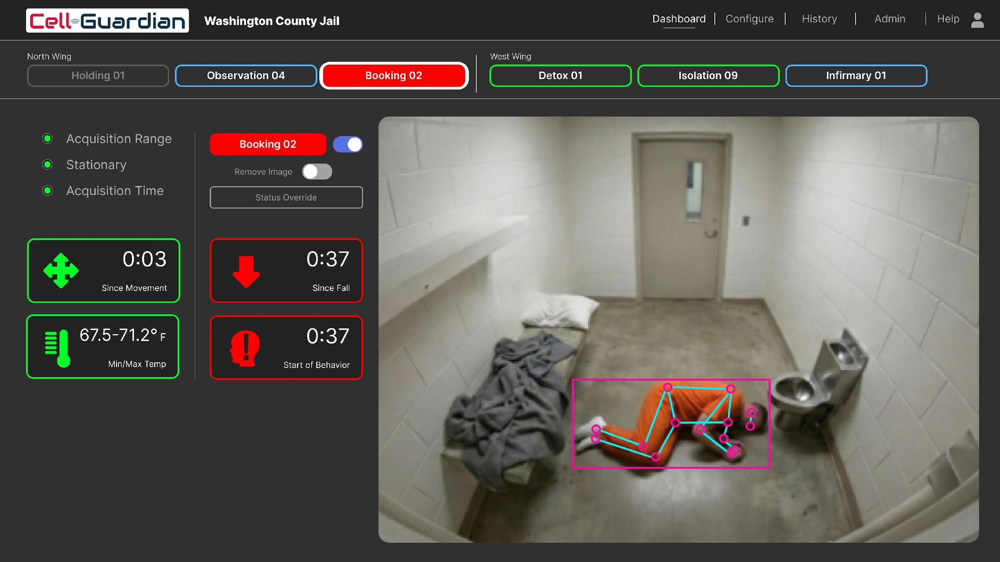 Cell Guardian
Washington County Jail
Dashboard
Configure
History
Admin
Help
North Wing
Holding 01
Observation 04
Booking 02
West Wing
Detox 01
Isolation 09
Infirmary 01
Acquisition Range
Stationary
Acquisition Time
Booking 02
Remove Image
Status Override
0:03
Since Movement
0:37
Since Fall
67.5-71.2° F
Min/Max Temp
0:37
Start of Behavior